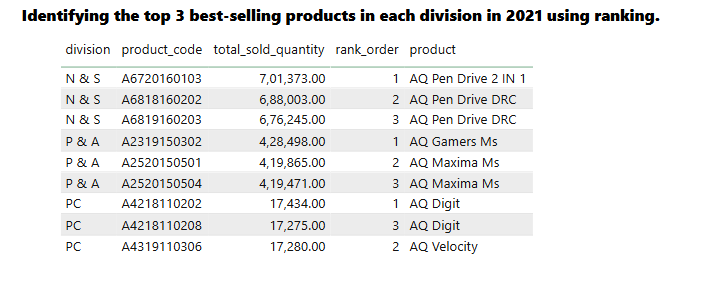 Identifying the top 3 best-selling products in each division in 2021 using ranking.
division product_code total_sold_quantity rank_order product
N & S A6720160103 7,01,373.00 1 AQ Pen Drive 2 IN 1
N & S A6818160202 6,88,003.00 2 AQ Pen Drive DRC
N & S A6819160203 6,76,245.00 3 AQ Pen Drive DRC
P & A A2319150302 4,28,498.00 1 AQ Gamers Ms
P & A A2520150501 4,19,865.00 2 AQ Maxima Ms
P & A A2520150504 4,19,471.00 3 AQ Maxima Ms
PC A4218110202 17,434.00 1 AQ Digit
PC A4218110208 17,275.00 3 AQ Digit
PC A4319110306 17,280.00 2 AQ Velocity